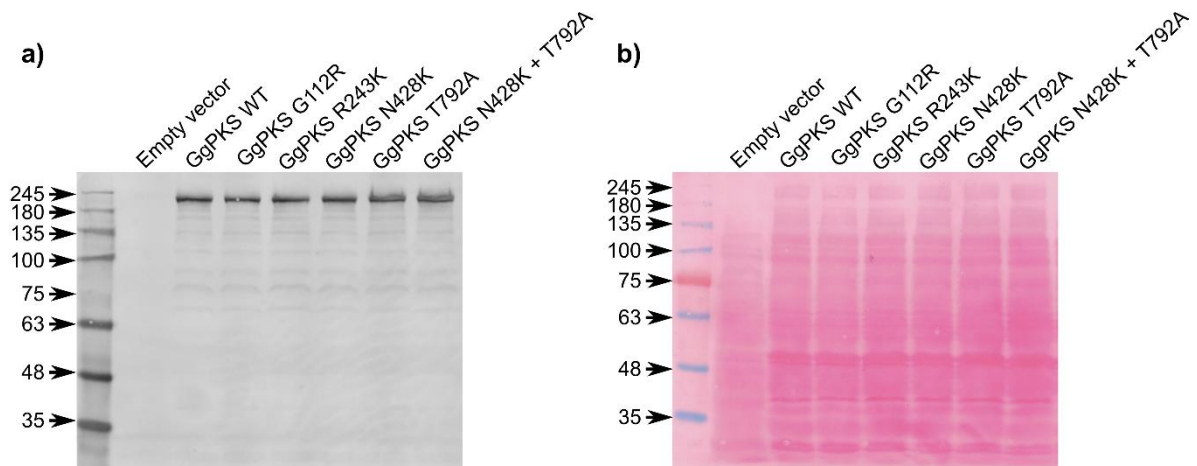 a)
Empty vector
GgPKS WT
GgPKS G112R
GgPKS R243K
GgPKS N428K
GgPKS T792A
GgPKS N428K + T792A
245
180
135
100
75
63
48
35
b)
Empty vector
GgPKS WT
GgPKS G112R
GgPKS R243K
GgPKS N428K
GgPKS T792A
GgPKS N428K + T792A
245
180
135
100
75
63
48
35